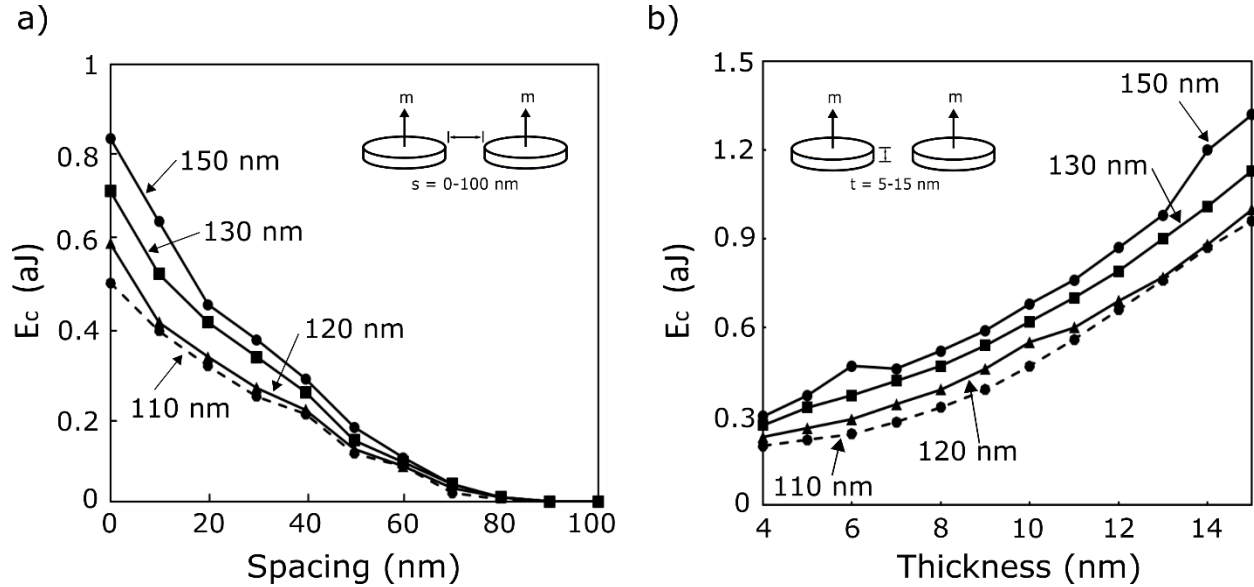 a)
1
0.8
0.6
0.4
0.2
0
E_c (aJ)
0
20
40
60
80
100
Spacing (nm)
150 nm
130 nm
120 nm
110 nm
m
m
s = 0-100 nm
b)
1.5
1.2
0.9
0.6
0.3
0
E_c (aJ)
4
6
8
10
12
14
Thickness (nm)
150 nm
130 nm
120 nm
110 nm
m
m
t = 5-15 nm